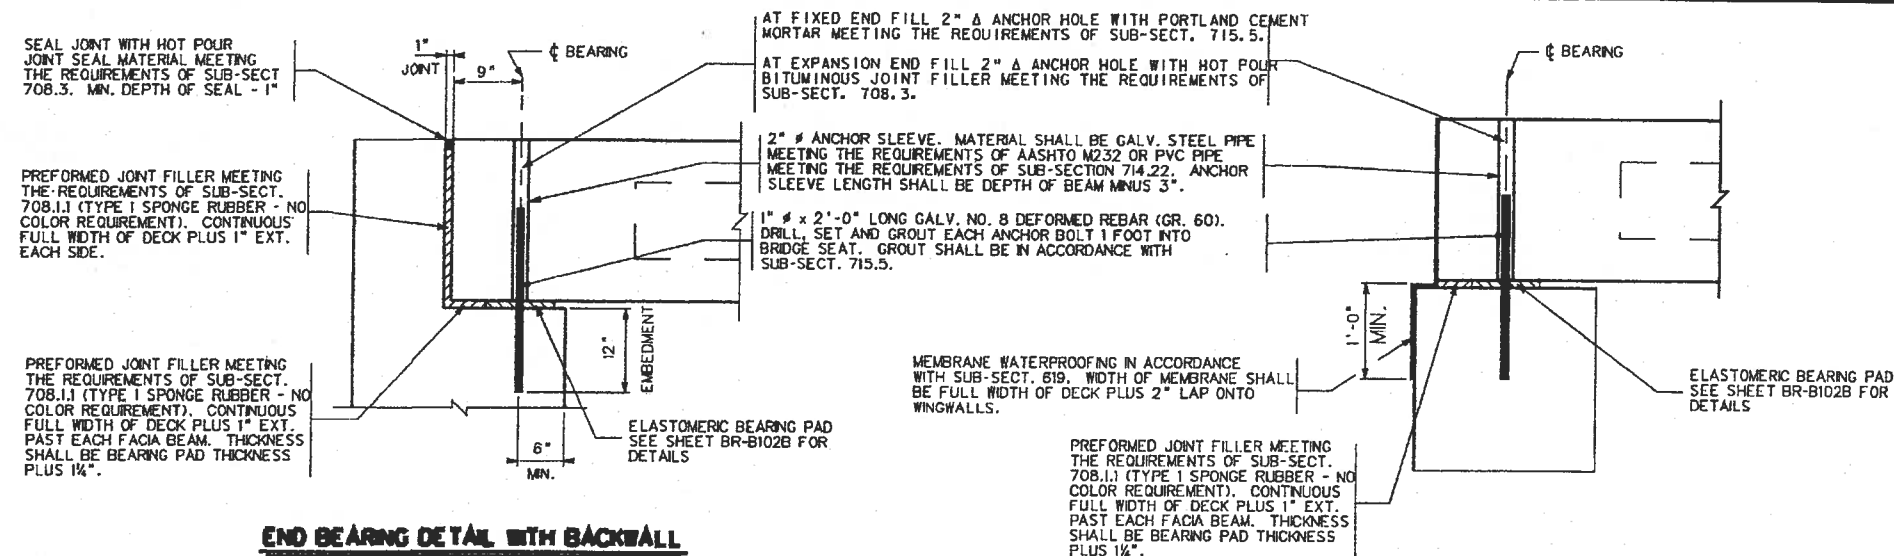 SEAL JOINT WITH HOT POUR
JOINT SEAL MATERIAL MEETING
THE REQUIREMENTS OF SUB-SECT
708.3. MIN. DEPTH OF SEAL - 1"
PREFORMED JOINT FILLER MEETING
THE REQUIREMENTS OF SUB-SECT.
708.1.1 (TYPE 1 SPONGE RUBBER - NO
COLOR REQUIREMENT). CONTINUOUS
FULL WIDTH OF DECK PLUS 1" EXT.
EACH SIDE.
PREFORMED JOINT FILLER MEETING
THE REQUIREMENTS OF SUB-SECT.
708.1.1 (TYPE 1 SPONGE RUBBER - NO
COLOR REQUIREMENT). CONTINUOUS
FULL WIDTH OF DECK PLUS 1" EXT.
PAST EACH FACIA BEAM. THICKNESS
SHALL BE BEARING PAD THICKNESS
PLUS 1¼".
1"
JOINT
9"
℄ BEARING
12"
EMBEDMENT
6"
MIN.
ELASTOMERIC BEARING PAD
SEE SHEET BR-B102B FOR
DETAILS
END BEARING DETAIL WITH BACKWALL
AT FIXED END FILL 2" Δ ANCHOR HOLE WITH PORTLAND CEMENT
MORTAR MEETING THE REQUIREMENTS OF SUB-SECT. 715.5.
AT EXPANSION END FILL 2" Δ ANCHOR HOLE WITH HOT POUR
BITUMINOUS JOINT FILLER MEETING THE REQUIREMENTS OF
SUB-SECT. 708.3.
2" ø ANCHOR SLEEVE. MATERIAL SHALL BE GALV. STEEL PIPE
MEETING THE REQUIREMENTS OF AASHTO M232 OR PVC PIPE
MEETING THE REQUIREMENTS OF SUB-SECTION 714.22. ANCHOR
SLEEVE LENGTH SHALL BE DEPTH OF BEAM MINUS 3".
1" ø x 2'-0" LONG GALV. NO. 8 DEFORMED REBAR (GR. 60).
DRILL, SET AND GROUT EACH ANCHOR BOLT 1 FOOT INTO
BRIDGE SEAT. GROUT SHALL BE IN ACCORDANCE WITH
SUB-SECT. 715.5.
℄ BEARING
1'-0"
MIN.
MEMBRANE WATERPROOFING IN ACCORDANCE
WITH SUB-SECT. 619. WIDTH OF MEMBRANE SHALL
BE FULL WIDTH OF DECK PLUS 2" LAP ONTO
WINGWALLS.
PREFORMED JOINT FILLER MEETING
THE REQUIREMENTS OF SUB-SECT.
708.1.1 (TYPE 1 SPONGE RUBBER - NO
COLOR REQUIREMENT). CONTINUOUS
FULL WIDTH OF DECK PLUS 1" EXT.
PAST EACH FACIA BEAM. THICKNESS
SHALL BE BEARING PAD THICKNESS
PLUS 1¼".
ELASTOMERIC BEARING PAD
SEE SHEET BR-B102B FOR
DETAILS